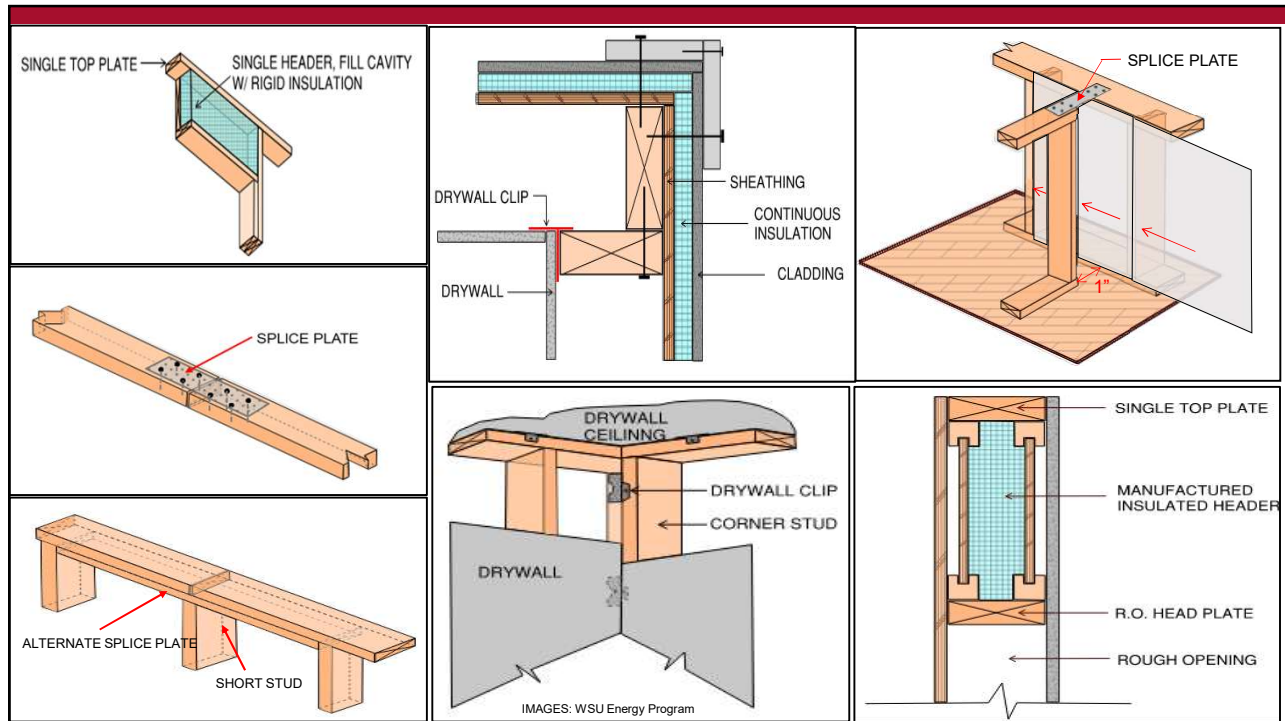 SINGLE TOP PLATE
SINGLE HEADER, FILL CAVITY
W/ RIGID INSULATION
SPLICE PLATE
ALTERNATE SPLICE PLATE
SHORT STUD
DRYWALL CLIP
DRYWALL
SHEATHING
CONTINUOUS
INSULATION
CLADDING
DRYWALL
CEILINNG
DRYWALL CLIP
CORNER STUD
DRYWALL
IMAGES: WSU Energy Program
SPLICE PLATE
1"
SINGLE TOP PLATE
MANUFACTURED
INSULATED HEADER
R.O. HEAD PLATE
ROUGH OPENING